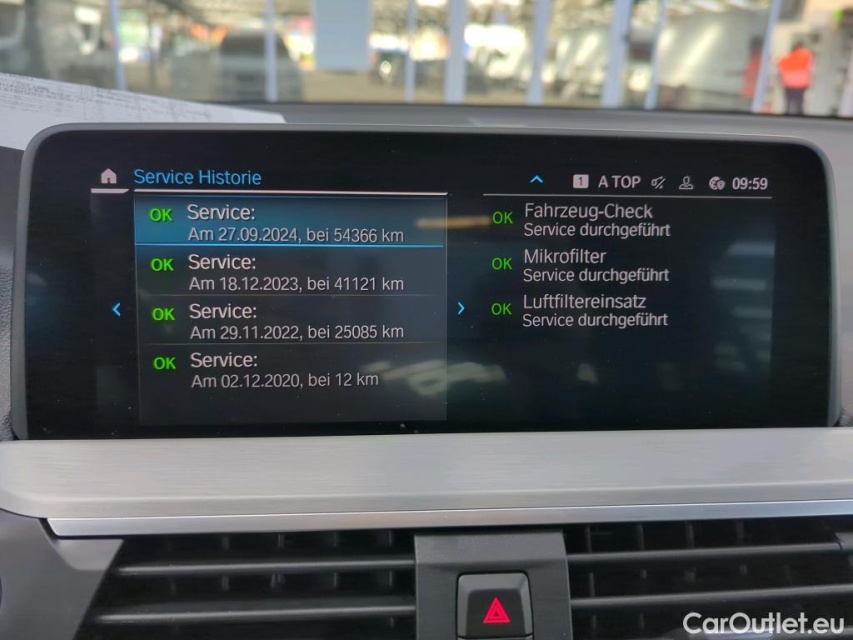 Service Historie
1 A TOP 09:59
OK Service:
Am 27.09.2024, bei 54366 km
OK Service:
Am 18.12.2023, bei 41121 km
OK Service:
Am 29.11.2022, bei 25085 km
OK Service:
Am 02.12.2020, bei 12 km
OK Fahrzeug-Check
Service durchgeführt
OK Mikrofilter
Service durchgeführt
OK Luftfiltereinsatz
Service durchgeführt
CarOutlet.eu